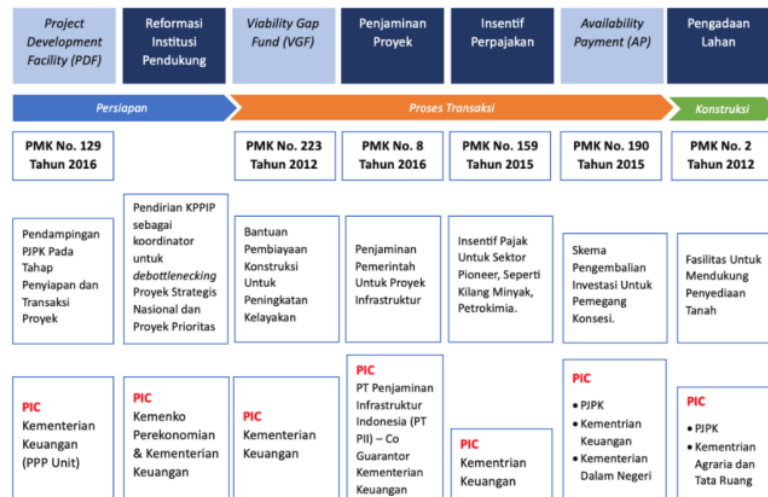 Project
Development
Facility (PDF)
Reformasi
Institusi
Pendukung
Viability Gap
Fund (VGF)
Penjaminan
Proyek
Insentif
Perpajakan
Availability
Payment (AP)
Pengadaan
Lahan
Persiapan
Proses Transaksi
Konstruksi
PMK No. 129
Tahun 2016
PMK No. 223
Tahun 2012
PMK No. 8
Tahun 2016
PMK No. 159
Tahun 2015
PMK No. 190
Tahun 2015
PMK No. 2
Tahun 2012
Pendampingan
PJPK Pada
Tahap
Penyiapan dan
Transaksi
Proyek
Pendirian KPPIP
sebagai
koordinator
untuk
debottlenecking
Proyek Strategis
Nasional dan
Proyek Prioritas
Bantuan
Pembiayaan
Konstruksi
Untuk
Peningkatan
Kelayakan
Penjaminan
Pemerintah
Untuk Proyek
Infrastruktur
Insentif Pajak
Untuk Sektor
Pioneer, Seperti
Kilang Minyak,
Petrokimia.
Skema
Pengembalian
Investasi Untuk
Pemegang
Konsesi.
Fasilitas Untuk
Mendukung
Penyediaan
Tanah
PIC
Kementerian
Keuangan
(PPP Unit)
PIC
Kemenko
Perekonomian
& Kementerian
Keuangan
PIC
Kementerian
Keuangan
PIC
PT Penjaminan
Infrastruktur
Indonesia (PT
PII) – Co
Guarantor
Kementerian
Keuangan
PIC
Kementrian
Keuangan
PIC
• PJPK
• Kementrian
Keuangan
• Kementerian
Dalam Negeri
PIC
• PJPK
• Kementrian
Agraria dan
Tata Ruang